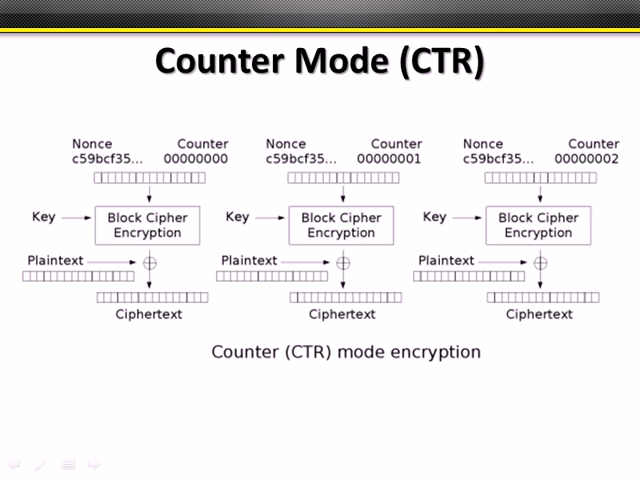 Counter Mode (CTR)
Nonce Counter Nonce Counter Nonce Counter
c59bcf35... 00000000 c59bcf35... 00000001 c59bcf35... 00000002
Key Block Cipher Encryption Key Block Cipher Encryption Key Block Cipher Encryption
Plaintext Plaintext Plaintext
Ciphertext Ciphertext Ciphertext
Counter (CTR) mode encryption